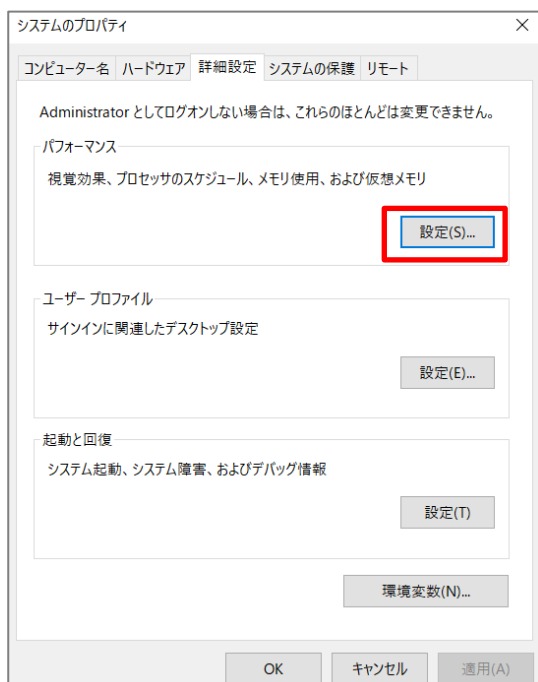 システムのプロパティ
コンピューター名 ハードウェア 詳細設定 システムの保護 リモート
Administrator としてログオンしない場合は、これらのほとんどは変更できません。
パフォーマンス
視覚効果、プロセッサのスケジュール、メモリ使用、および仮想メモリ
設定(S)...
ユーザー プロファイル
サインインに関連したデスクトップ設定
設定(E)...
起動と回復
システム起動、システム障害、およびデバッグ情報
設定(T)
環境変数(N)...
OK キャンセル 適用(A)